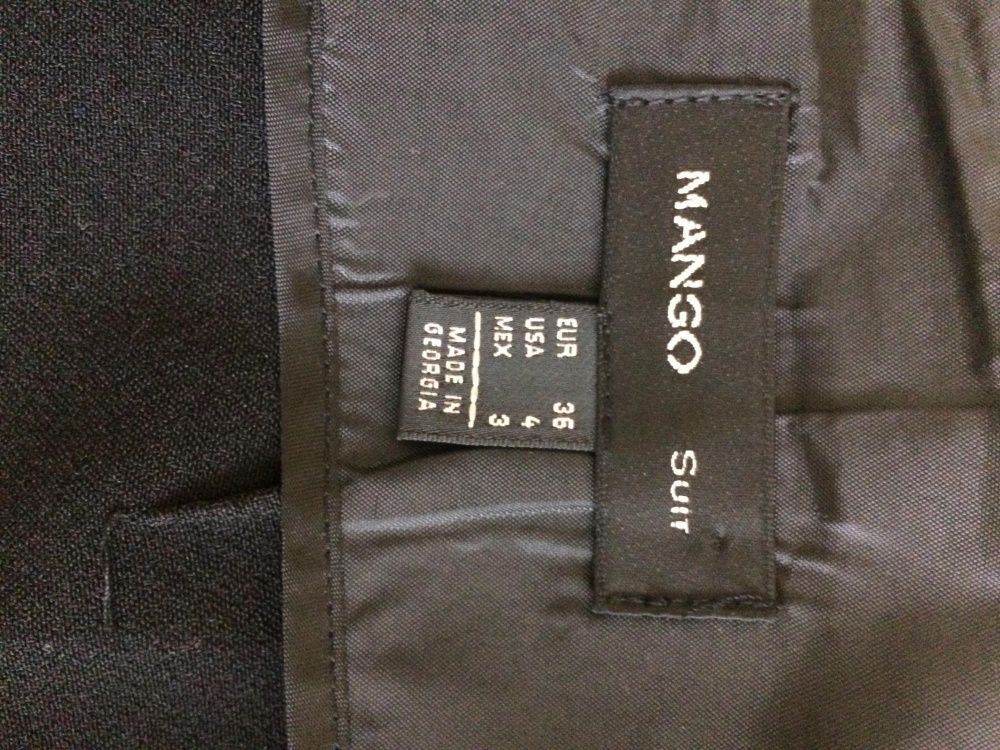 MANGO Suit
EUR 36
USA 4
MEX 3
MADE IN
GEORGIA